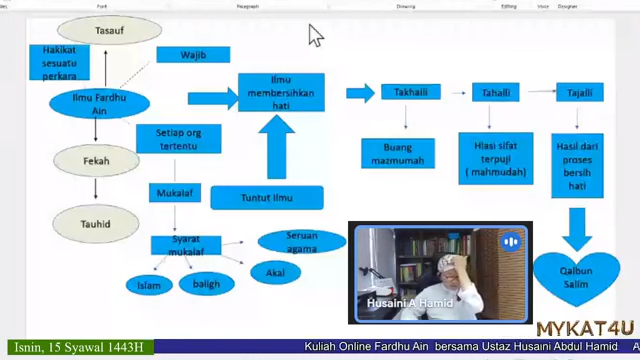 Font
Paragraph
Drawing
Editing
Voice
Designer
Tasauf
Hakikat
sesuatu
perkara
Wajib
Ilmu Fardhu
Ain
Ilmu
membersihkan
hati
Takhalli
Tahalli
Tajalli
Setiap org
tertentu
Buang
mazmumah
Hiasi sifat
terpuji
( mahmudah)
Hasil dari
proses
bersih
hati
Fekah
Mukalaf
Tuntut Ilmu
Tauhid
Syarat
mukalaf
Seruan
agama
Islam
baligh
Akal
Qalbun
Salim
Husaini A Hamid
MYKAT4U
Isnin, 15 Syawal 1443H
Kuliah Online Fardhu Ain bersama Ustaz Husaini Abdul Hamid A